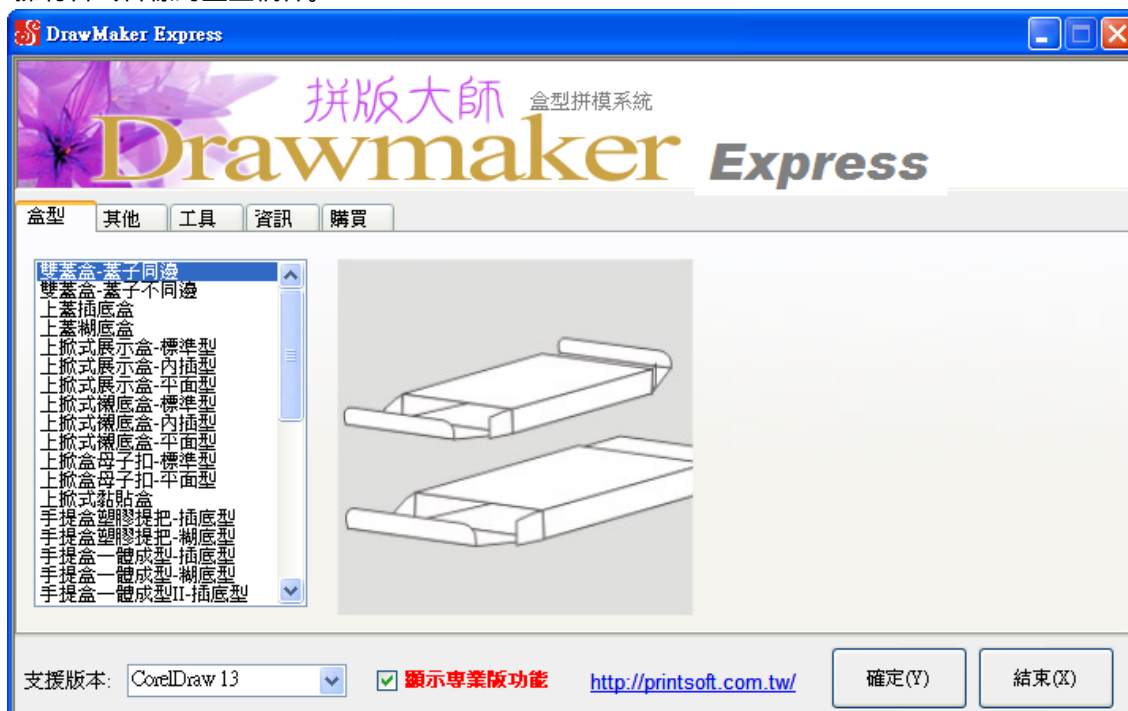 DrawMaker Express
拼版大師 盒型拼模系統
Drawmaker Express
盒型 其他 工具 資訊 購買
雙蓋盒-蓋子同邊
雙蓋盒-蓋子不同邊
上蓋插底盒
上蓋糊底盒
上掀式展示盒-標準型
上掀式展示盒-內插型
上掀式展示盒-平面型
上掀式襯底盒-標準型
上掀式襯底盒-內插型
上掀式襯底盒-平面型
上掀盒母子扣-標準型
上掀盒母子扣-平面型
上掀式黏貼盒
手提盒塑膠提把-插底型
手提盒塑膠提把-糊底型
手提盒一體成型-插底型
手提盒一體成型-糊底型
手提盒一體成型II-插底型
支援版本: CorelDraw 13 顯示專業版功能 http://printsoft.com.tw/ 確定(Y) 結束(X)